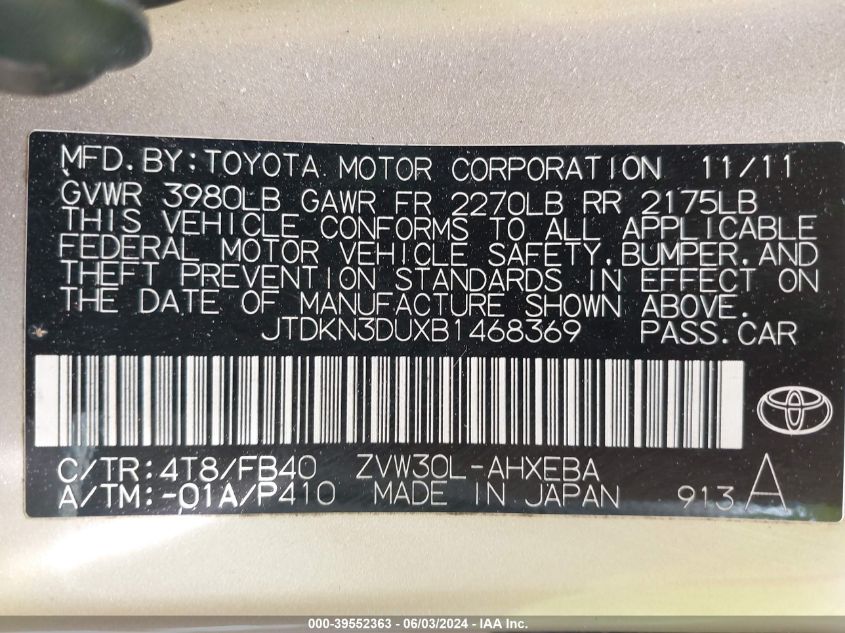 MFD. BY: TOYOTA MOTOR CORPORATION 11/11
GVWR 3980LB GAWR FR 2270LB RR 2175LB
THIS VEHICLE CONFORMS TO ALL APPLICABLE
FEDERAL MOTOR VEHICLE SAFETY, BUMPER, AND
THEFT PREVENTION STANDARDS IN EFFECT ON
THE DATE OF MANUFACTURE SHOWN ABOVE.
JTDKN3DUXB1468369 PASS. CAR
C/TR: 4T8/FB40 ZVW30L-AHXEBA
A/TM: -01A/P410 MADE IN JAPAN 913 A
000-39552363 - 06/03/2024 - IAA Inc.